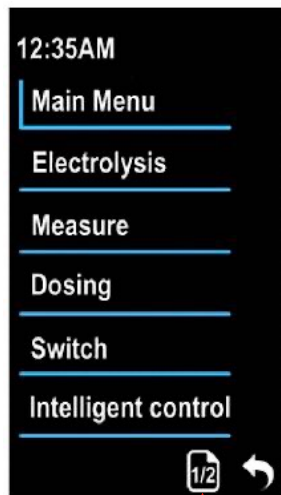 12:35AM
Main Menu
Electrolysis
Measure
Dosing
Switch
Intelligent control
1/2